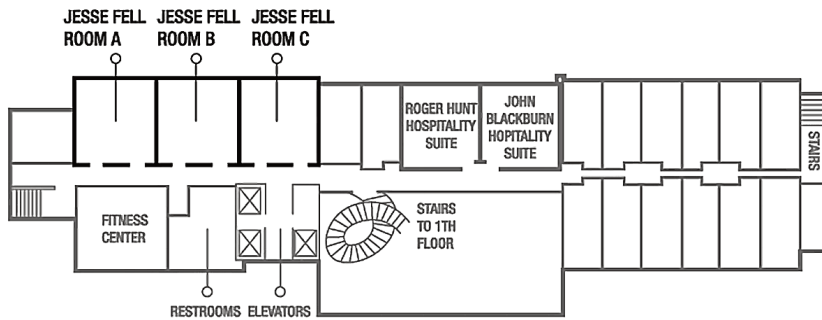 JESSE FELL
ROOM A
JESSE FELL
ROOM B
JESSE FELL
ROOM C
ROGER HUNT
HOSPITALITY
SUITE
JOHN
BLACKBURN
HOPITALITY
SUITE
STAIRS
FITNESS
CENTER
STAIRS
TO 1TH
FLOOR
RESTROOMS
ELEVATORS